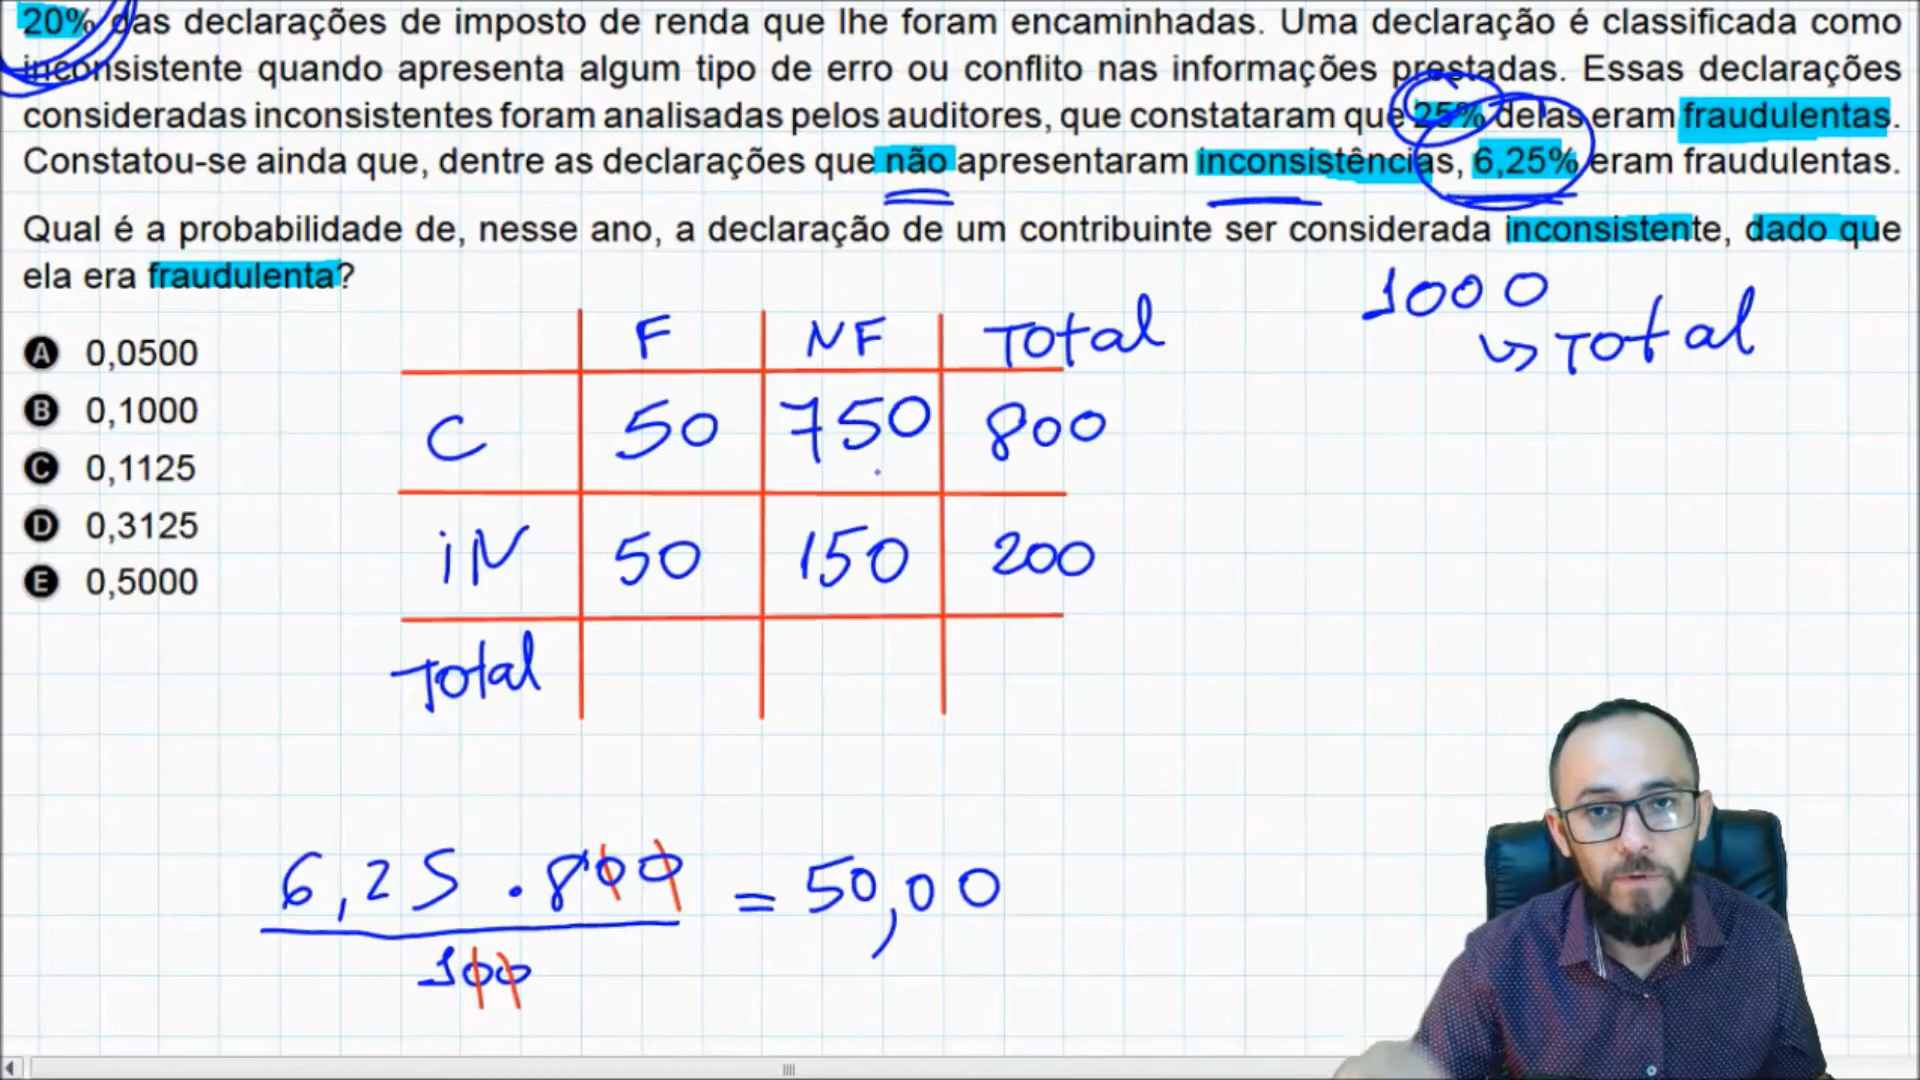 20% das declarações de imposto de renda que lhe foram encaminhadas. Uma declaração é classificada como
inconsistente quando apresenta algum tipo de erro ou conflito nas informações prestadas. Essas declarações
consideradas inconsistentes foram analisadas pelos auditores, que constataram que 25% delas eram fraudulentas.
Constatou-se ainda que, dentre as declarações que não apresentaram inconsistências, 6,25% eram fraudulentas.
Qual é a probabilidade de, nesse ano, a declaração de um contribuinte ser considerada inconsistente, dado que
ela era fraudulenta?
A 0,0500
B 0,1000
C 0,1125
D 0,3125
E 0,5000
1000
↳ Total
F NF Total
C 50 750 800
iN 50 150 200
Total
6,25 . 800 = 50,00
100